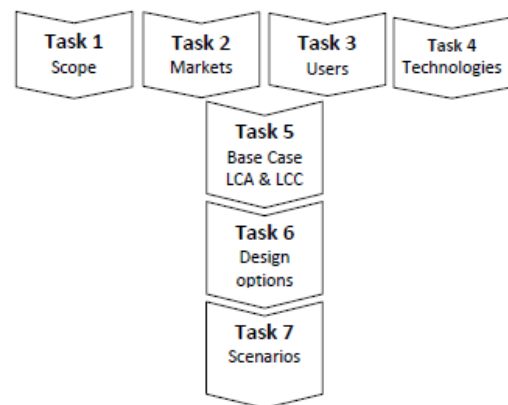 Task 1
Scope
Task 2
Markets
Task 3
Users
Task 4
Technologies
Task 5
Base Case
LCA & LCC
Task 6
Design
options
Task 7
Scenarios